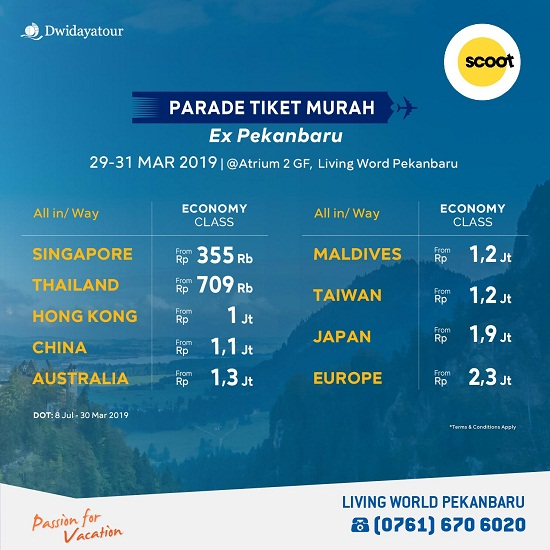 Dwidayatour
scoot
PARADE TIKET MURAH
Ex Pekanbaru
29-31 MAR 2019 | @Atrium 2 GF, Living Word Pekanbaru
All in/ Way ECONOMY CLASS
SINGAPORE From Rp 355 Rb
THAILAND From Rp 709 Rb
HONG KONG From Rp 1 Jt
CHINA From Rp 1,1 Jt
AUSTRALIA From Rp 1,3 Jt
DOT: 8 Jul - 30 Mar 2019
All in/ Way ECONOMY CLASS
MALDIVES From Rp 1,2 Jt
TAIWAN From Rp 1,2 Jt
JAPAN From Rp 1,9 Jt
EUROPE From Rp 2,3 Jt
*Terms & Conditions Apply
Passion for
Vacation
LIVING WORLD PEKANBARU
(0761) 670 6020